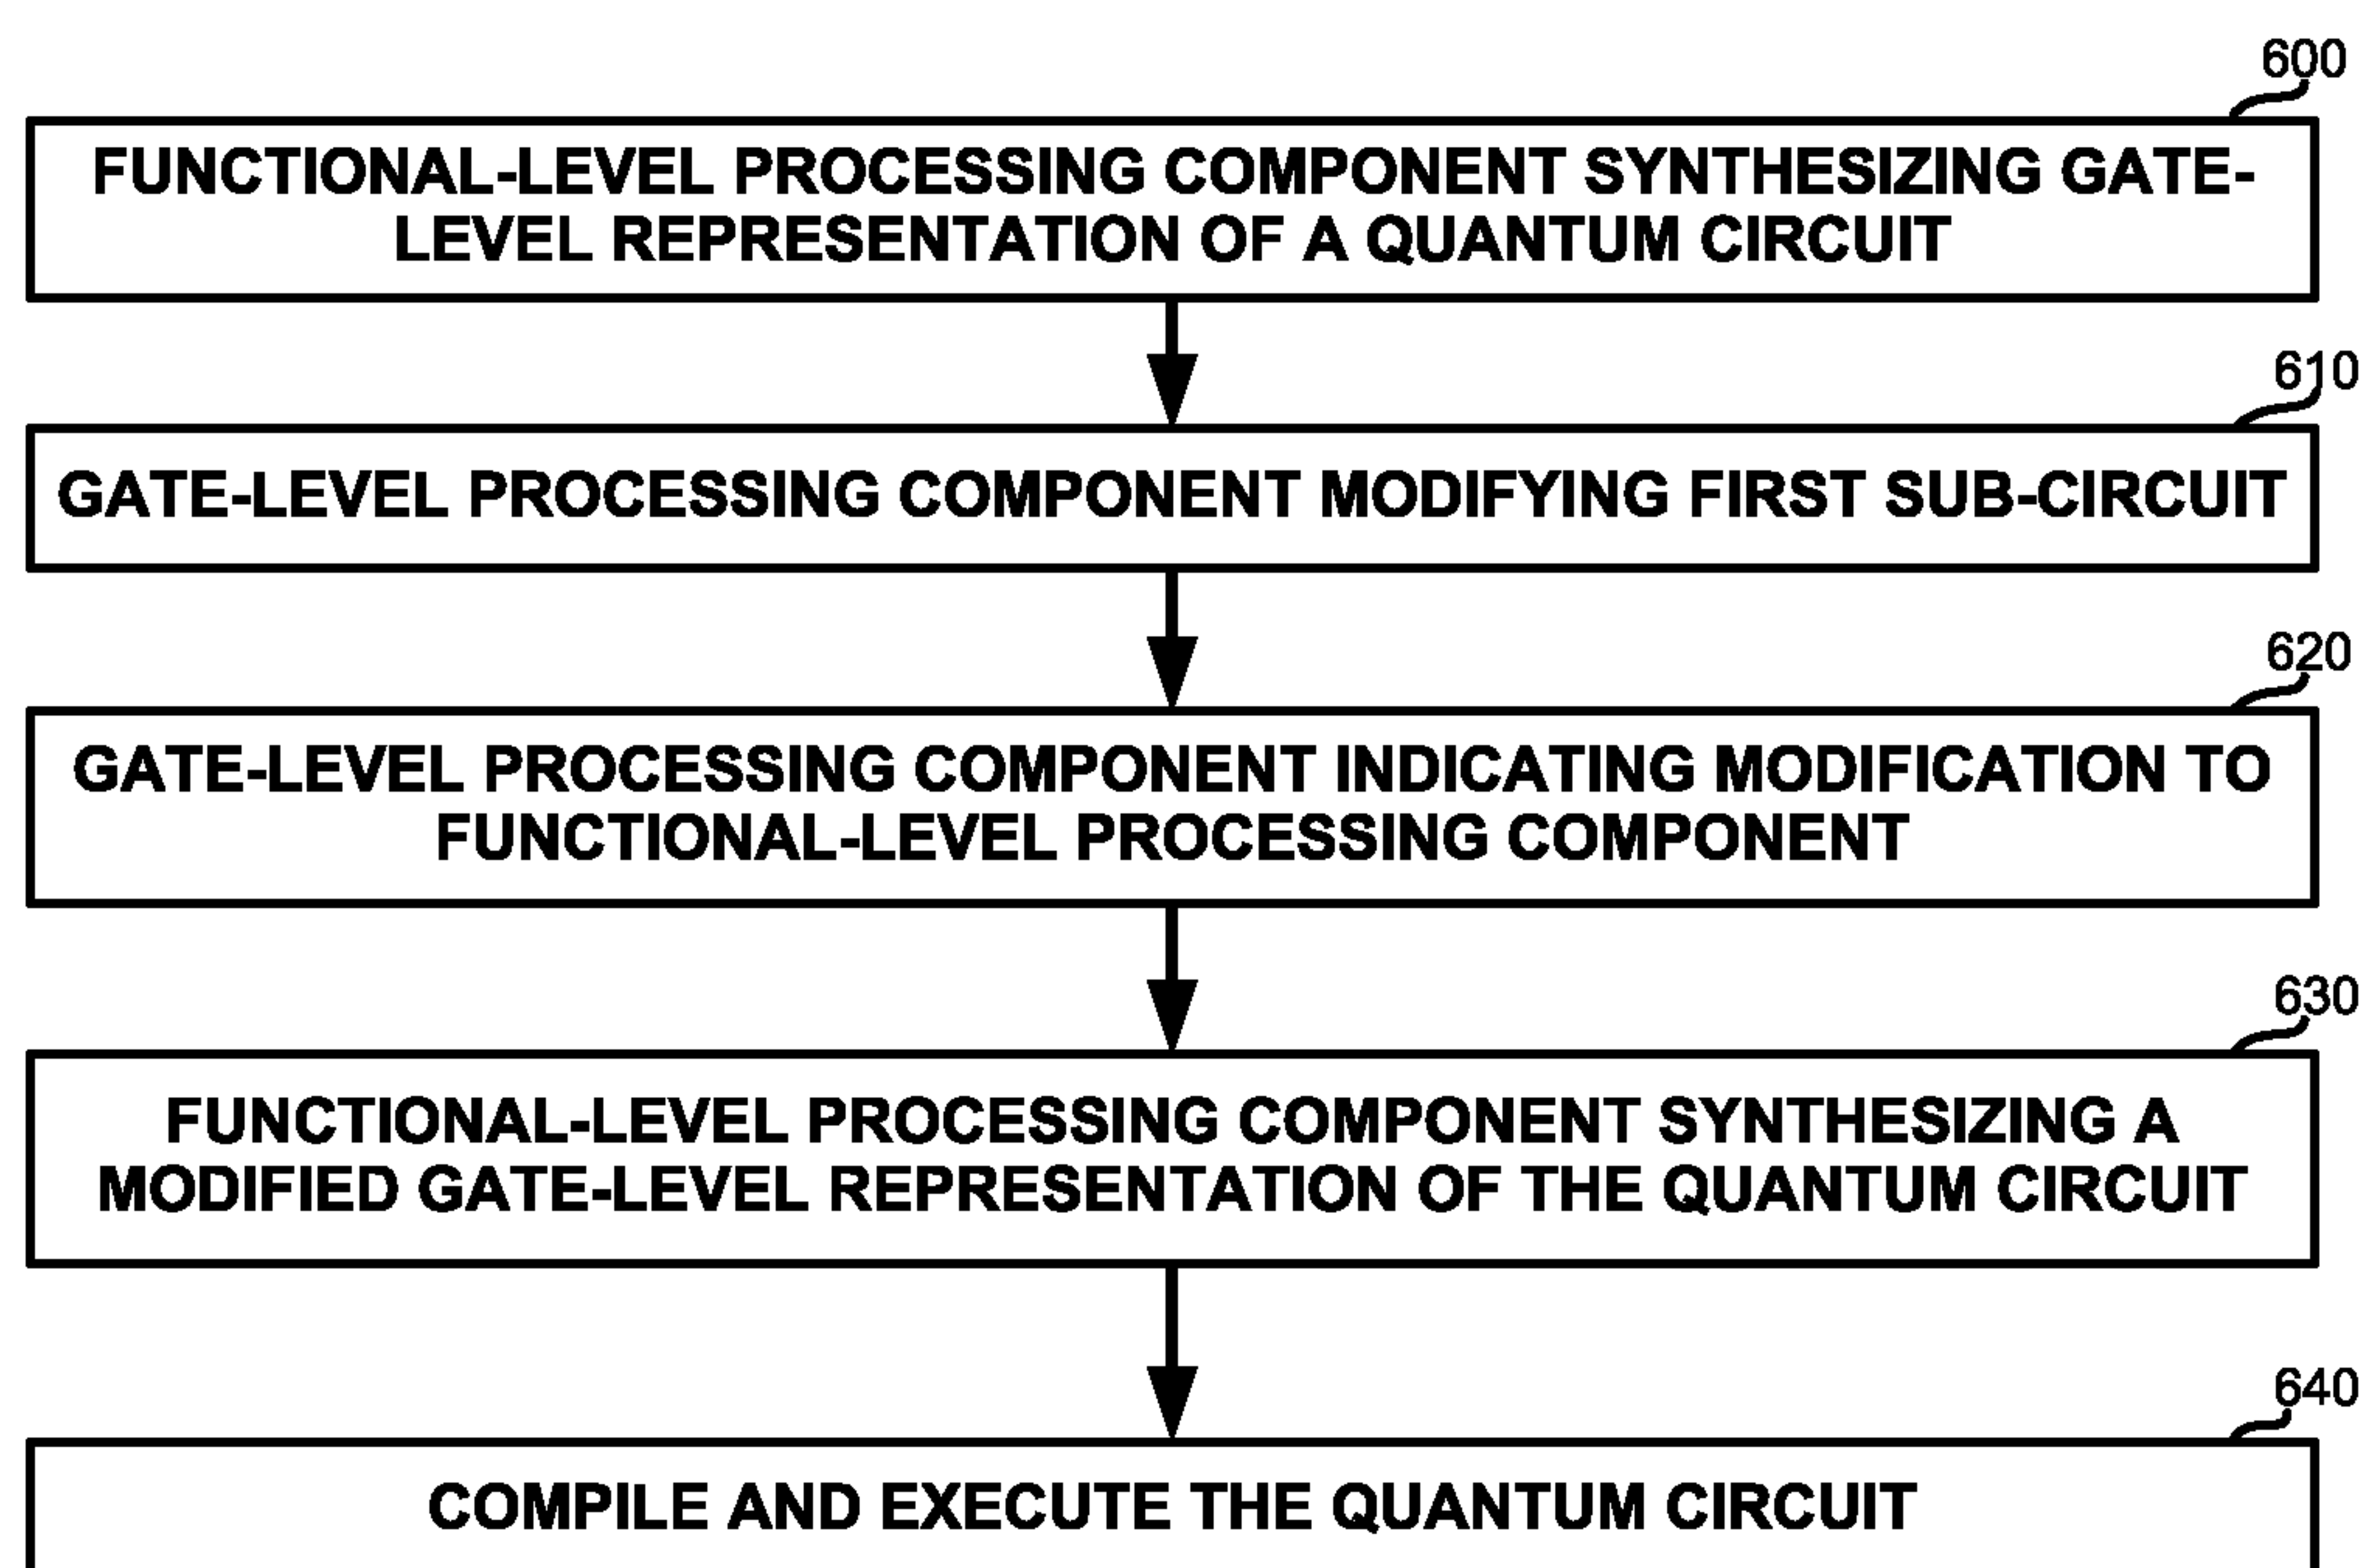 600
FUNCTIONAL-LEVEL PROCESSING COMPONENT SYNTHESIZING GATE-
LEVEL REPRESENTATION OF A QUANTUM CIRCUIT
610
GATE-LEVEL PROCESSING COMPONENT MODIFYING FIRST SUB-CIRCUIT
620
GATE-LEVEL PROCESSING COMPONENT INDICATING MODIFICATION TO
FUNCTIONAL-LEVEL PROCESSING COMPONENT
630
FUNCTIONAL-LEVEL PROCESSING COMPONENT SYNTHESIZING A
MODIFIED GATE-LEVEL REPRESENTATION OF THE QUANTUM CIRCUIT
640
COMPILE AND EXECUTE THE QUANTUM CIRCUIT